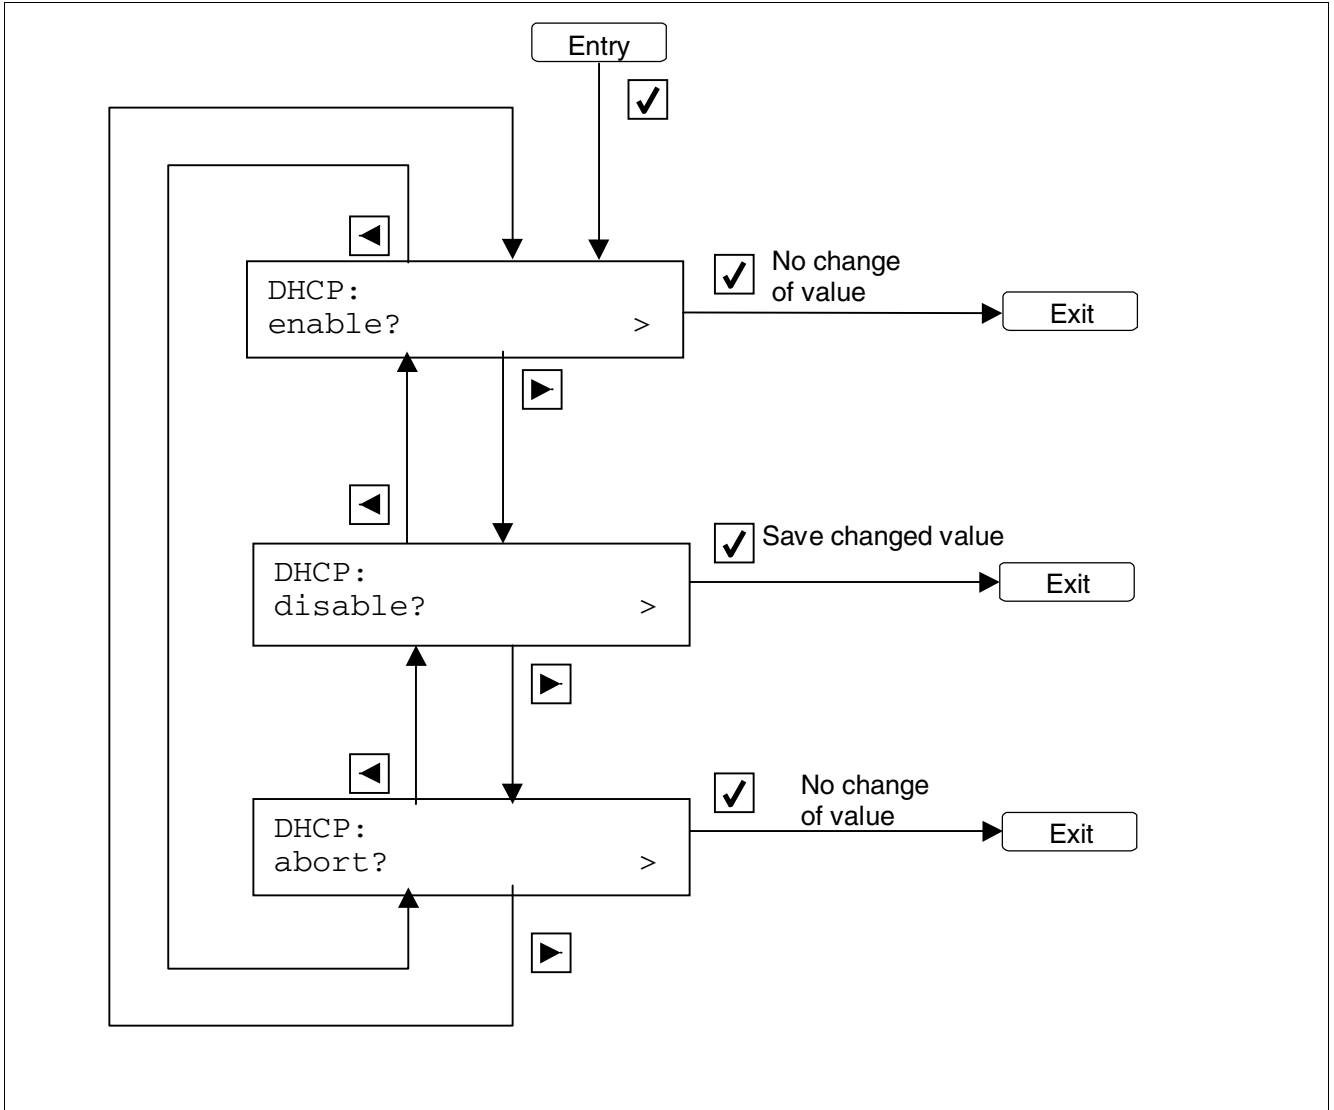 Entry
No change
of value
DHCP:
enable? >
Exit
Save changed value
DHCP:
disable? >
Exit
No change
of value
DHCP:
abort? >
Exit